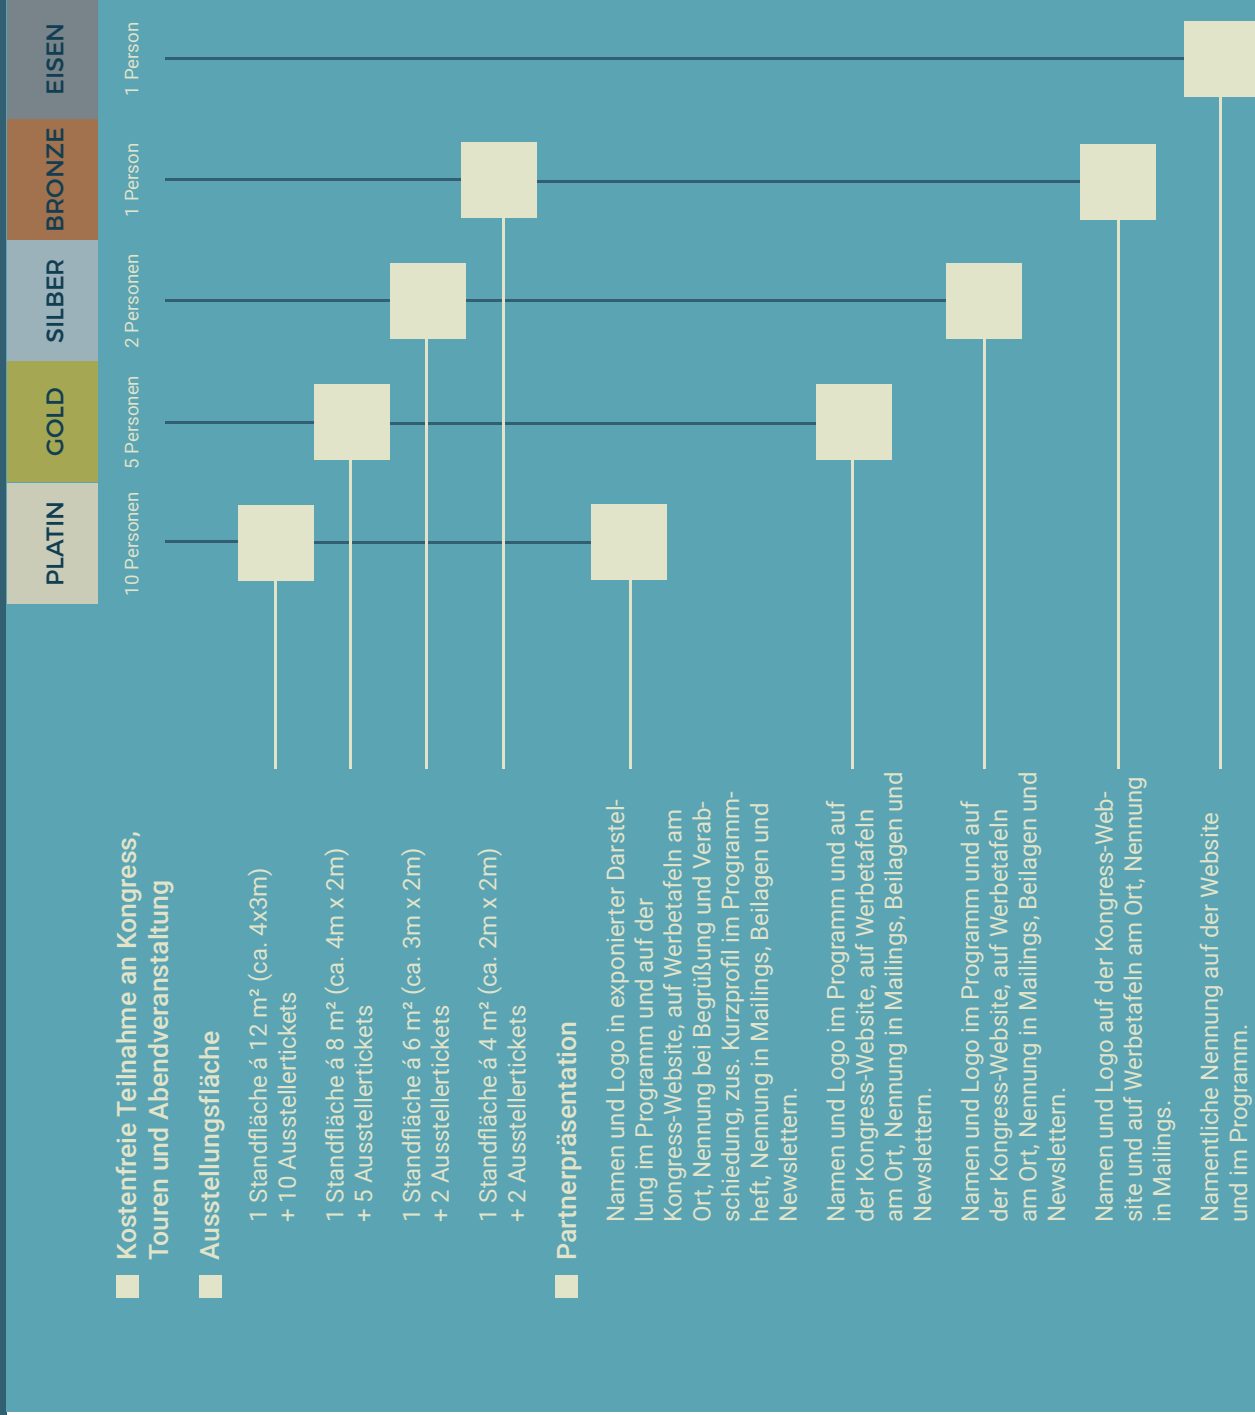 PLATIN
GOLD
SILBER
BRONZE
EISEN
Kostenfreie Teilnahme an Kongress,
Touren und Abendveranstaltung
10 Personen
5 Personen
2 Personen
1 Person
1 Person
Ausstellungsfläche
1 Standfläche á 12 m² (ca. 4x3m)
+ 10 Ausstellertickets
1 Standfläche á 8 m² (ca. 4m x 2m)
+ 5 Ausstellertickets
1 Standfläche á 6 m² (ca. 3m x 2m)
+ 2 Ausstellertickets
1 Standfläche á 4 m² (ca. 2m x 2m)
+ 2 Ausstellertickets
Partnerpräsentation
Namen und Logo in exponierter Darstel-
lung im Programm und auf der
Kongress-Website, auf Werbetafeln am
Ort, Nennung bei Begrüßung und Verab-
schiedung, zus. Kurzprofil im Programm-
heft, Nennung in Mailings, Beilagen und
Newslettern.
Namen und Logo im Programm und auf
der Kongress-Website, auf Werbetafeln
am Ort, Nennung in Mailings, Beilagen und
Newslettern.
Namen und Logo im Programm und auf
der Kongress-Website, auf Werbetafeln
am Ort, Nennung in Mailings, Beilagen und
Newslettern.
Namen und Logo auf der Kongress-Web-
site und auf Werbetafeln am Ort, Nennung
in Mailings.
Namentliche Nennung auf der Website
und im Programm.